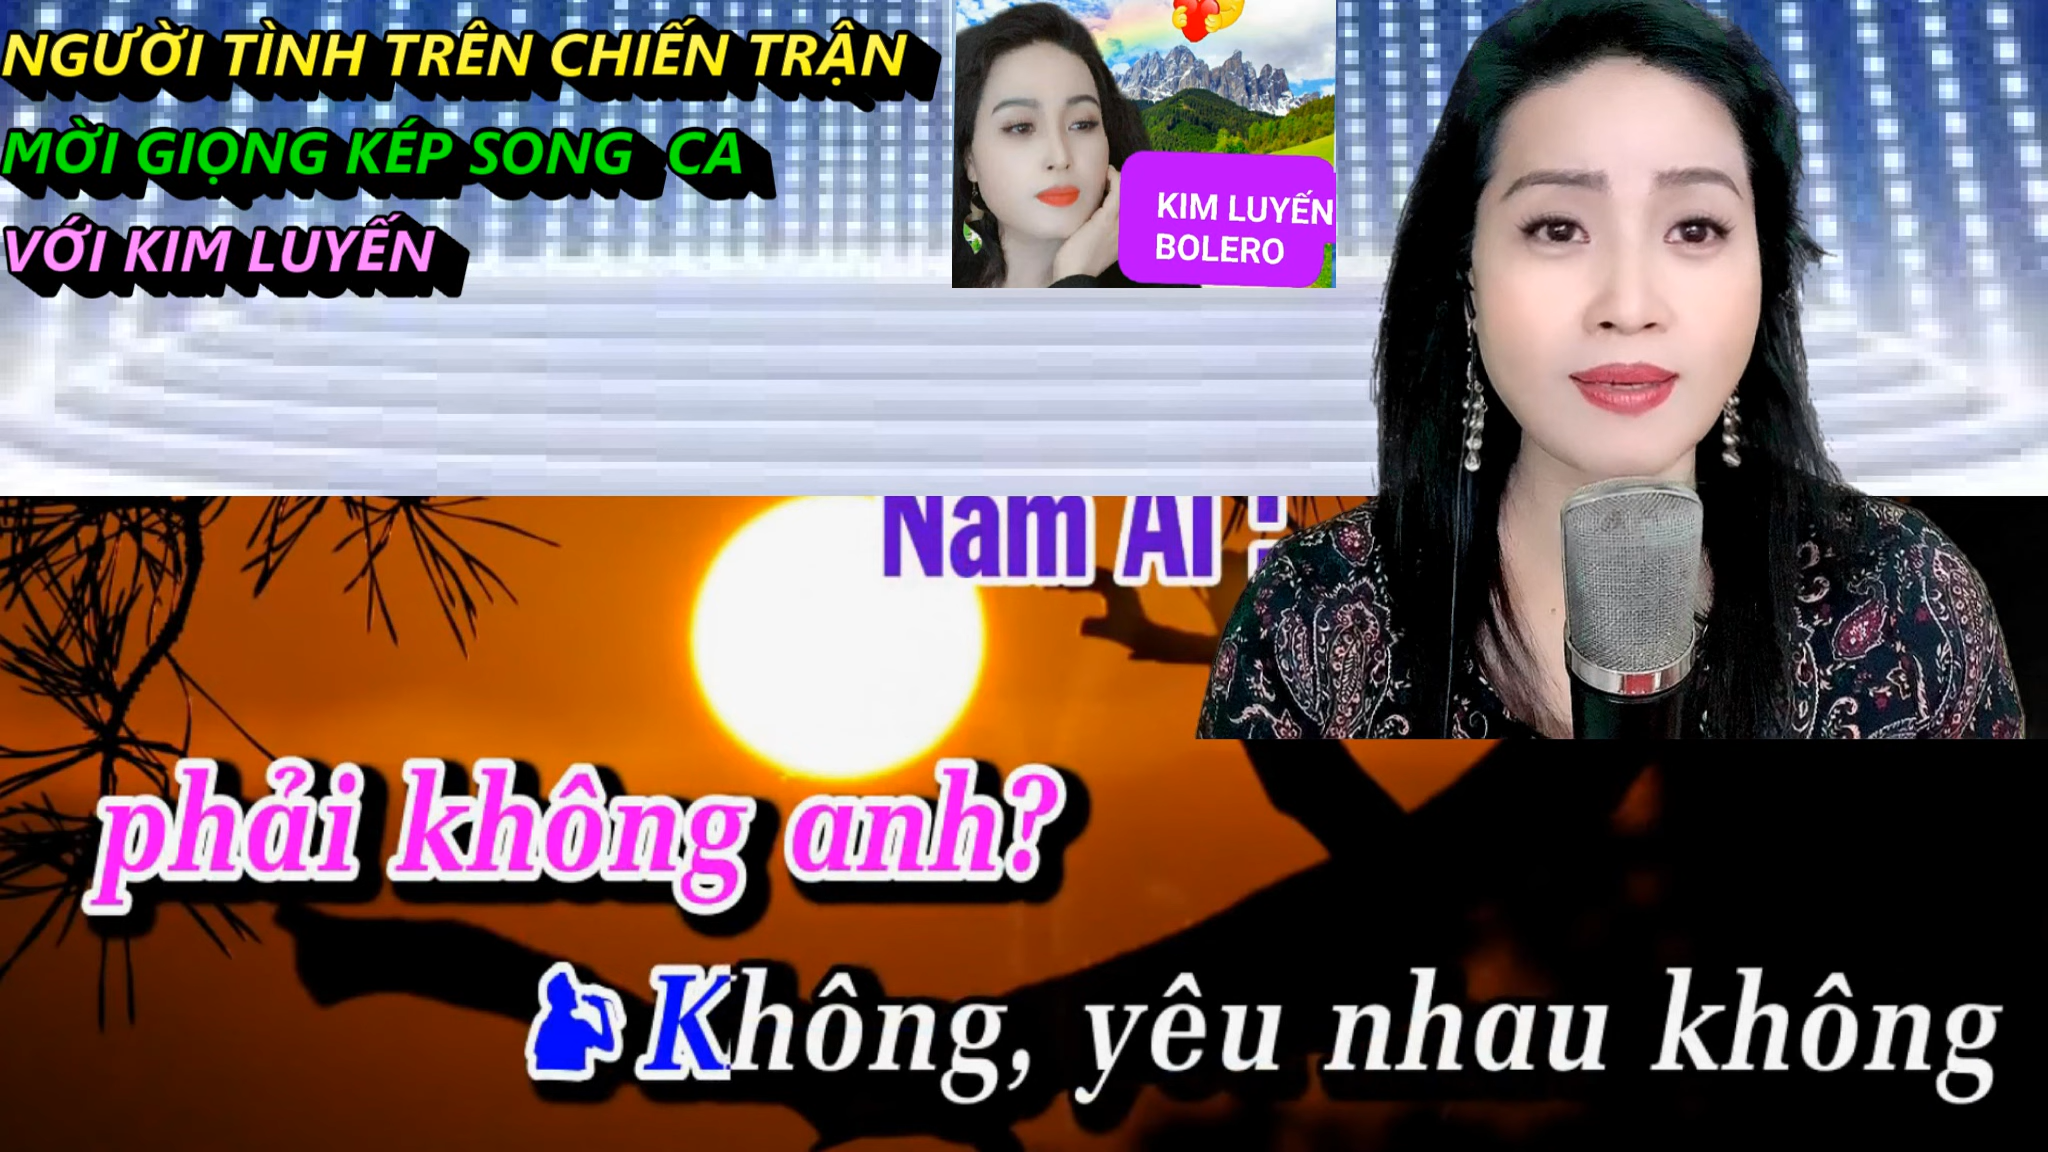 NGƯỜI TÌNH TRÊN CHIẾN TRẬN
MỜI GIỌNG KÉP SONG CA
VỚI KIM LUYẾN
KIM LUYẾN
BOLERO
Nam Ai :
phải không anh?
Không, yêu nhau không